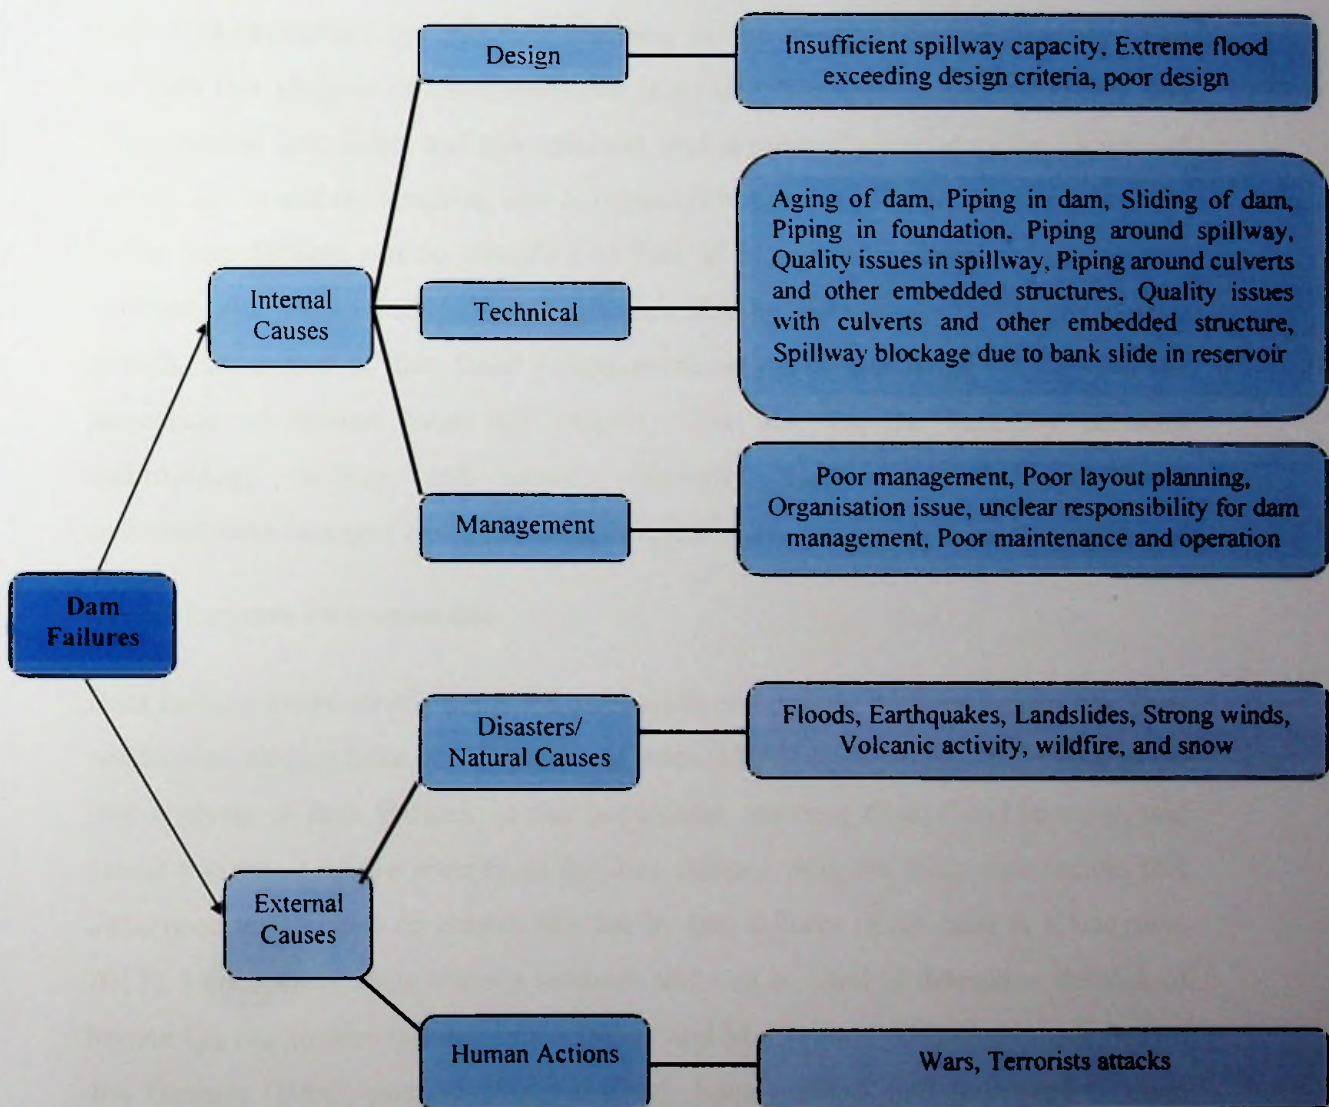 Design
Insufficient spillway capacity, Extreme flood
exceeding design criteria, poor design
Internal
Causes
Technical
Aging of dam, Piping in dam, Sliding of dam,
Piping in foundation, Piping around spillway,
Quality issues in spillway, Piping around culverts
and other embedded structures, Quality issues
with culverts and other embedded structure,
Spillway blockage due to bank slide in reservoir
Management
Poor management, Poor layout planning,
Organisation issue, unclear responsibility for dam
management, Poor maintenance and operation
Dam
Failures
Disasters/
Natural Causes
Floods, Earthquakes, Landslides, Strong winds,
Volcanic activity, wildfire, and snow
External
Causes
Human Actions
Wars, Terrorists attacks